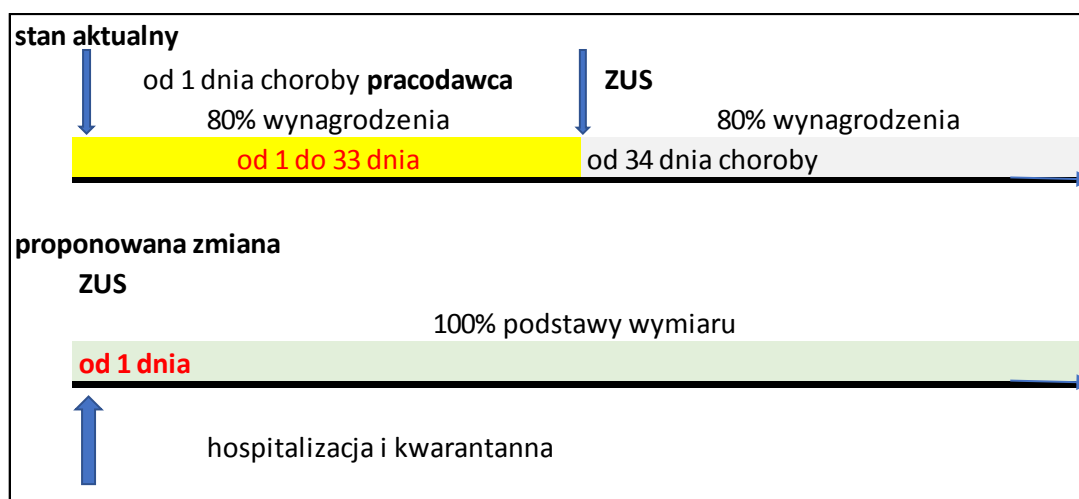 stan aktualny
od 1 dnia choroby pracodawca ZUS
80% wynagrodzenia 80% wynagrodzenia
od 1 do 33 dnia od 34 dnia choroby
proponowana zmiana
ZUS
100% podstawy wymiaru
od 1 dnia
hospitalizacja i kwarantanna